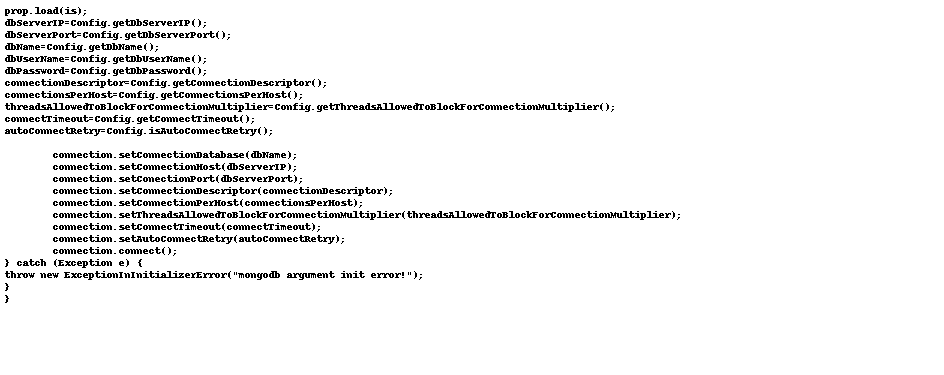 prop.load(is);
dbServerIP=Config.getDbServerIP();
dbServerPort=Config.getDbServerPort();
dbName=Config.getDbName();
dbUserName=Config.getDbUserName();
dbPassword=Config.getDbPassword();
connectionDescriptor=Config.getConnectionDescriptor();
connectionsPerHost=Config.getConnectionsPerHost();
threadsAllowedToBlockForConnectionMultiplier=Config.getThreadsAllowedToBlockForConnectionMultiplier();
connectTimeout=Config.getConnectTimeout();
autoConnectRetry=Config.isAutoConnectRetry();
connection.setConnectionDatabase(dbName);
connection.setConnectionHost(dbServerIP);
connection.setConectionPort(dbServerPort);
connection.setConnectionDescriptor(connectionDescriptor);
connection.setConnectionPerHost(connectionsPerHost);
connection.setThreadsAllowedToBlockForConnectionMultiplier(threadsAllowedToBlockForConnectionMultiplier);
connection.setConnectTimeout(connectTimeout);
connection.setAutoConnectRetry(autoConnectRetry);
connection.connect();
} catch (Exception e) {
throw new ExceptionInInitializerError("mongodb argument init error!");
}
}